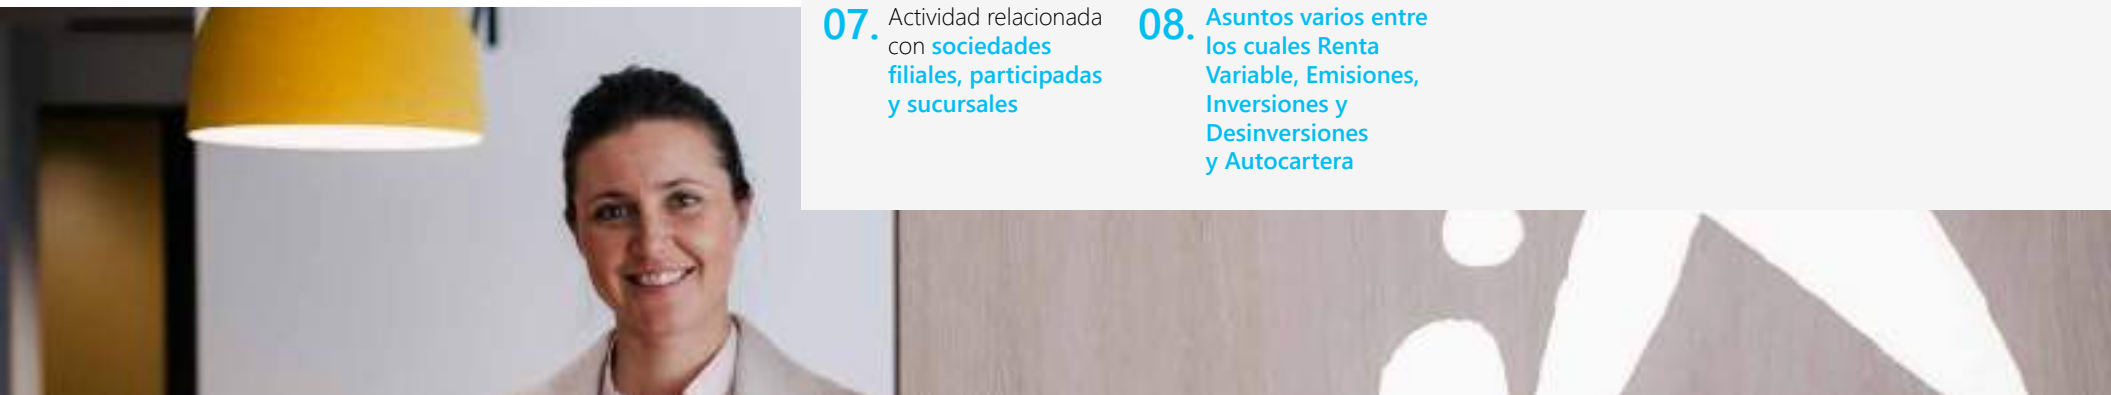 07.
Actividad relacionada
con sociedades
filiales, participadas
y sucursales
08.
Asuntos varios entre
los cuales Renta
Variable, Emisiones,
Inversiones y
Desinversiones
y Autocartera